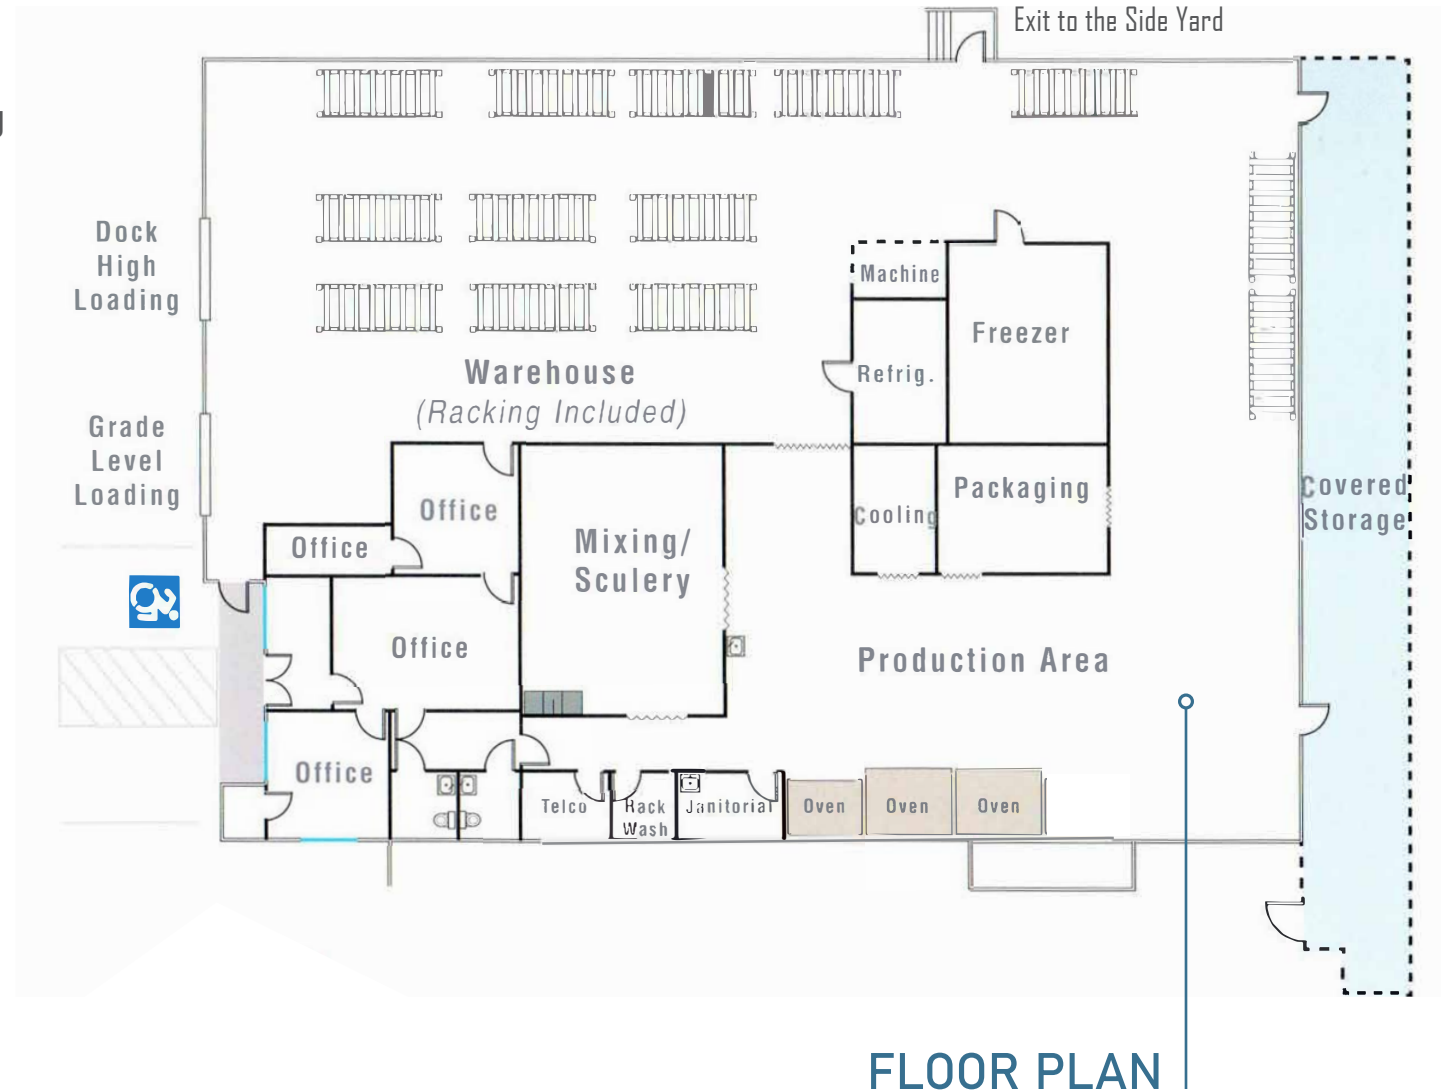 Exit to the Side Yard
Dock
High
Loading
Machine
Freezer
Warehouse
Refrig.
(Racking Included)
Grade
Level
Loading
Office
Packaging
Covered
Storage
Cooling
Office
Mixing/
Sculery
Office
Production Area
Office
Telco
Rack
Wash
Janitorial
Oven
Oven
Oven
FLOOR PLAN